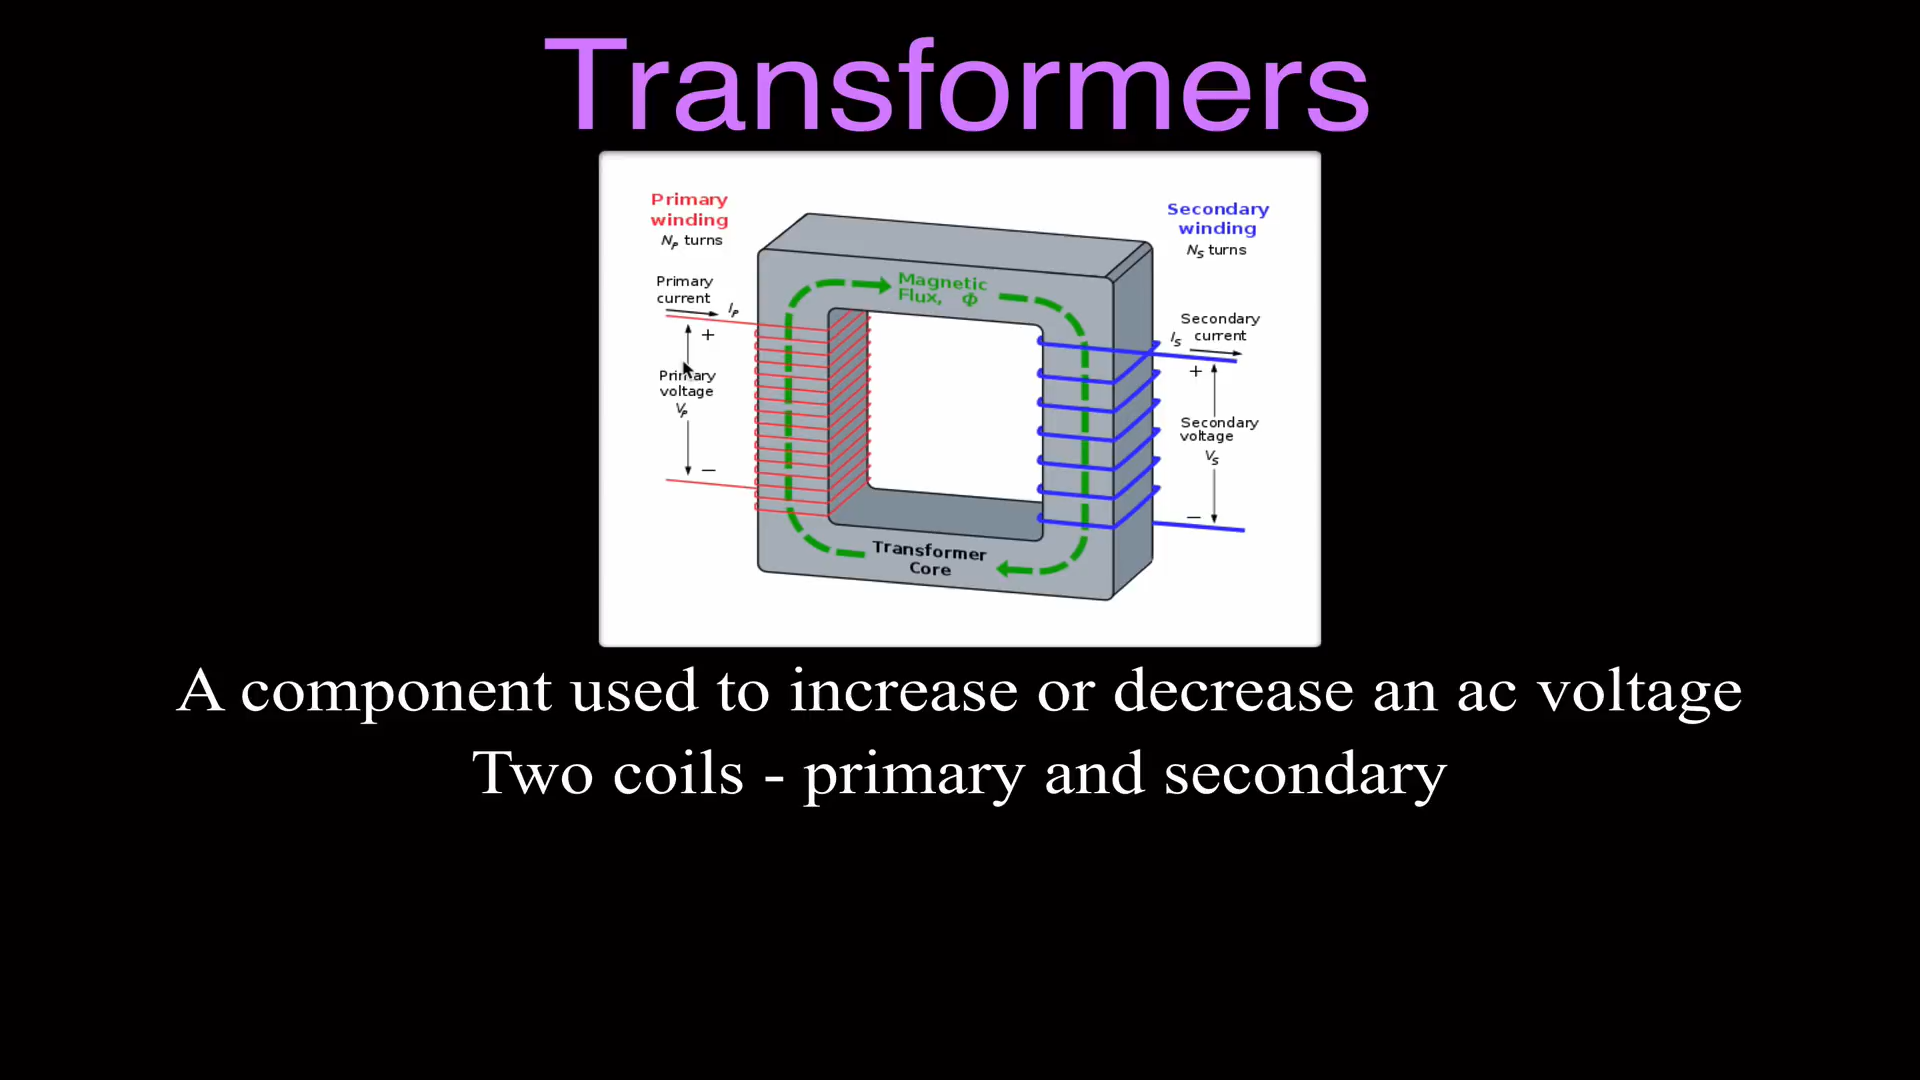 Transformers
Primary
winding
Np turns
Secondary
winding
Ns turns
Primary
current
Ip
+
Magnetic
Flux, Φ
Secondary
current
Is
+
Primary
voltage
Vp
−
Secondary
voltage
Vs
−
Transformer
Core
A component used to increase or decrease an ac voltage
Two coils - primary and secondary